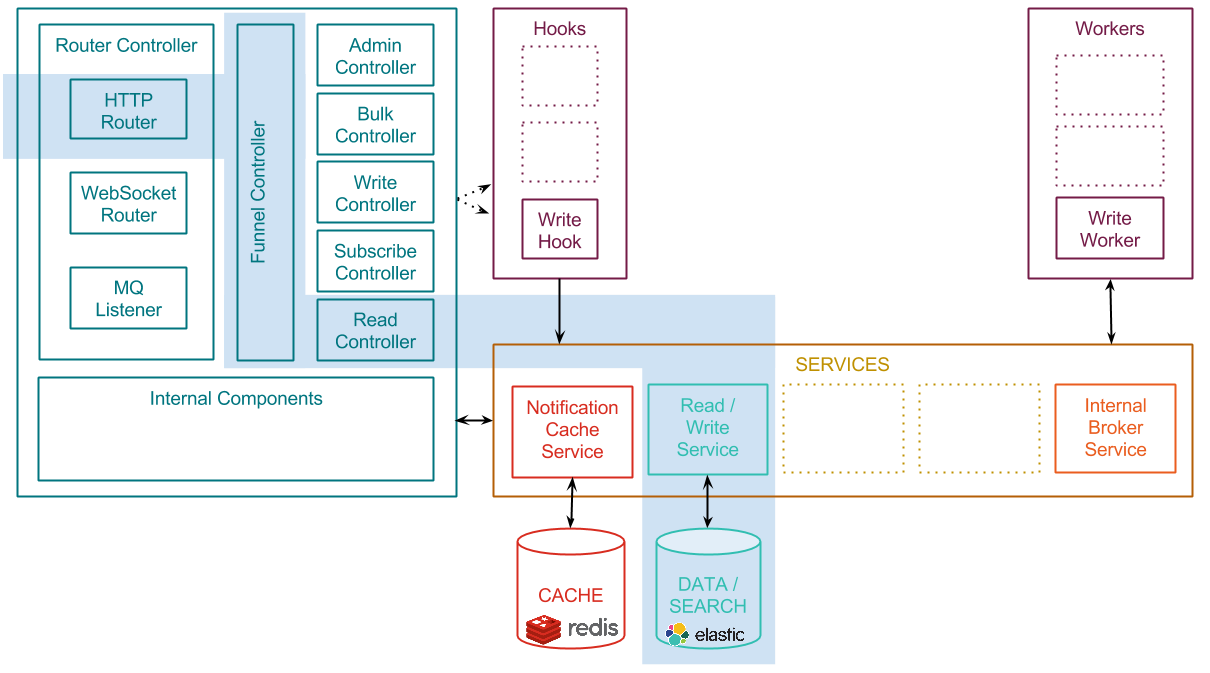 Router Controller
HTTP
Router
WebSocket
Router
MQ
Listener
Funnel Controller
Admin
Controller
Bulk
Controller
Write
Controller
Subscribe
Controller
Read
Controller
Internal Components
Hooks
Write
Hook
Workers
Write
Worker
SERVICES
Notification
Cache
Service
Read /
Write
Service
Internal
Broker
Service
CACHE
redis
DATA /
SEARCH
elastic